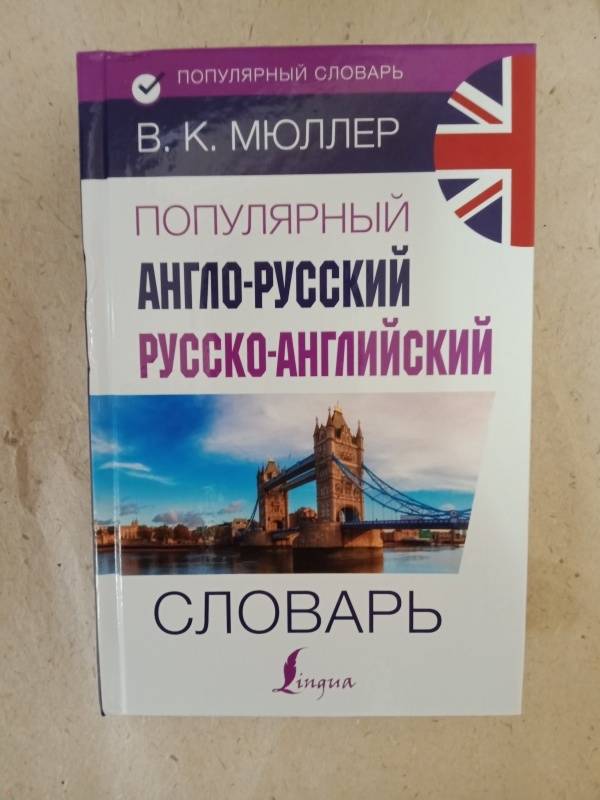 ПОПУЛЯРНЫЙ СЛОВАРЬ
В. К. МЮЛЛЕР
ПОПУЛЯРНЫЙ
АНГЛО-РУССКИЙ
РУССКО-АНГЛИЙСКИЙ
СЛОВАРЬ
Lingua